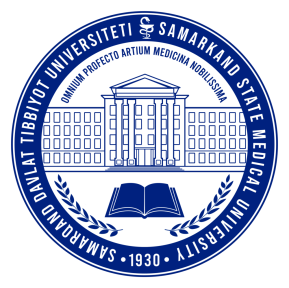 SAMARQAND DAVLAT TIBBIYOT UNIVERSITETI
SAMARKAND STATE MEDICAL UNIVERSITY
OMNIUM PROFECTO ARTIUM MEDICINA NOBILISSIMA
• 1930 •